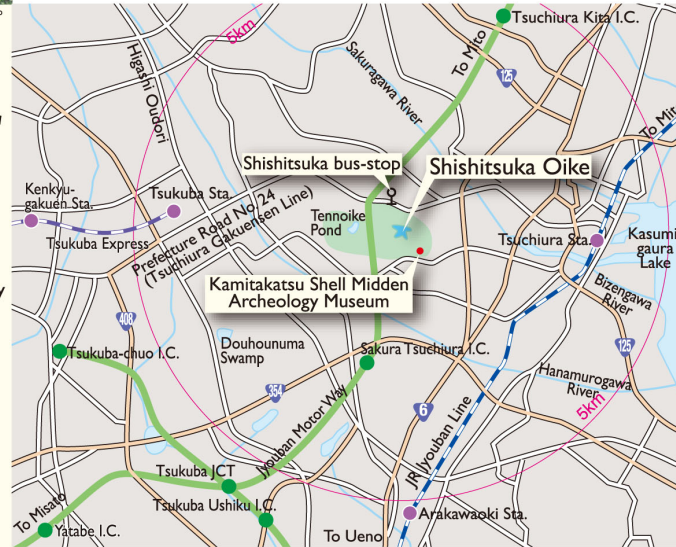 Tsuchiura Kita I.C.
5km
To Mito
125
Higashi Oudori
Sakuragawa River
Shishitsuka bus-stop
Shishitsuka Oike
Kenkyu-
gakuen Sta.
Tsukuba Sta.
Tsukuba Express
Prefecture Road No. 24
(Tsuchiura Gakuensen Line)
Tennoike
Pond
Tsuchiura Sta.
Kasumi
gaura
Lake
Kamitakatsu Shell Midden
Archeology Museum
Bizengawa
River
408
Douhounuma
Swamp
Tsukuba-chuo I.C.
Sakura Tsuchiura I.C.
125
Hanamurogawa
River
5km
354
6
Jyouban Motor Way
JR Jyouban Line
Tsukuba JCT
Tsukuba Ushiku I.C.
To Misato
Yatabe I.C.
To Ueno
Arakawaoki Sta.